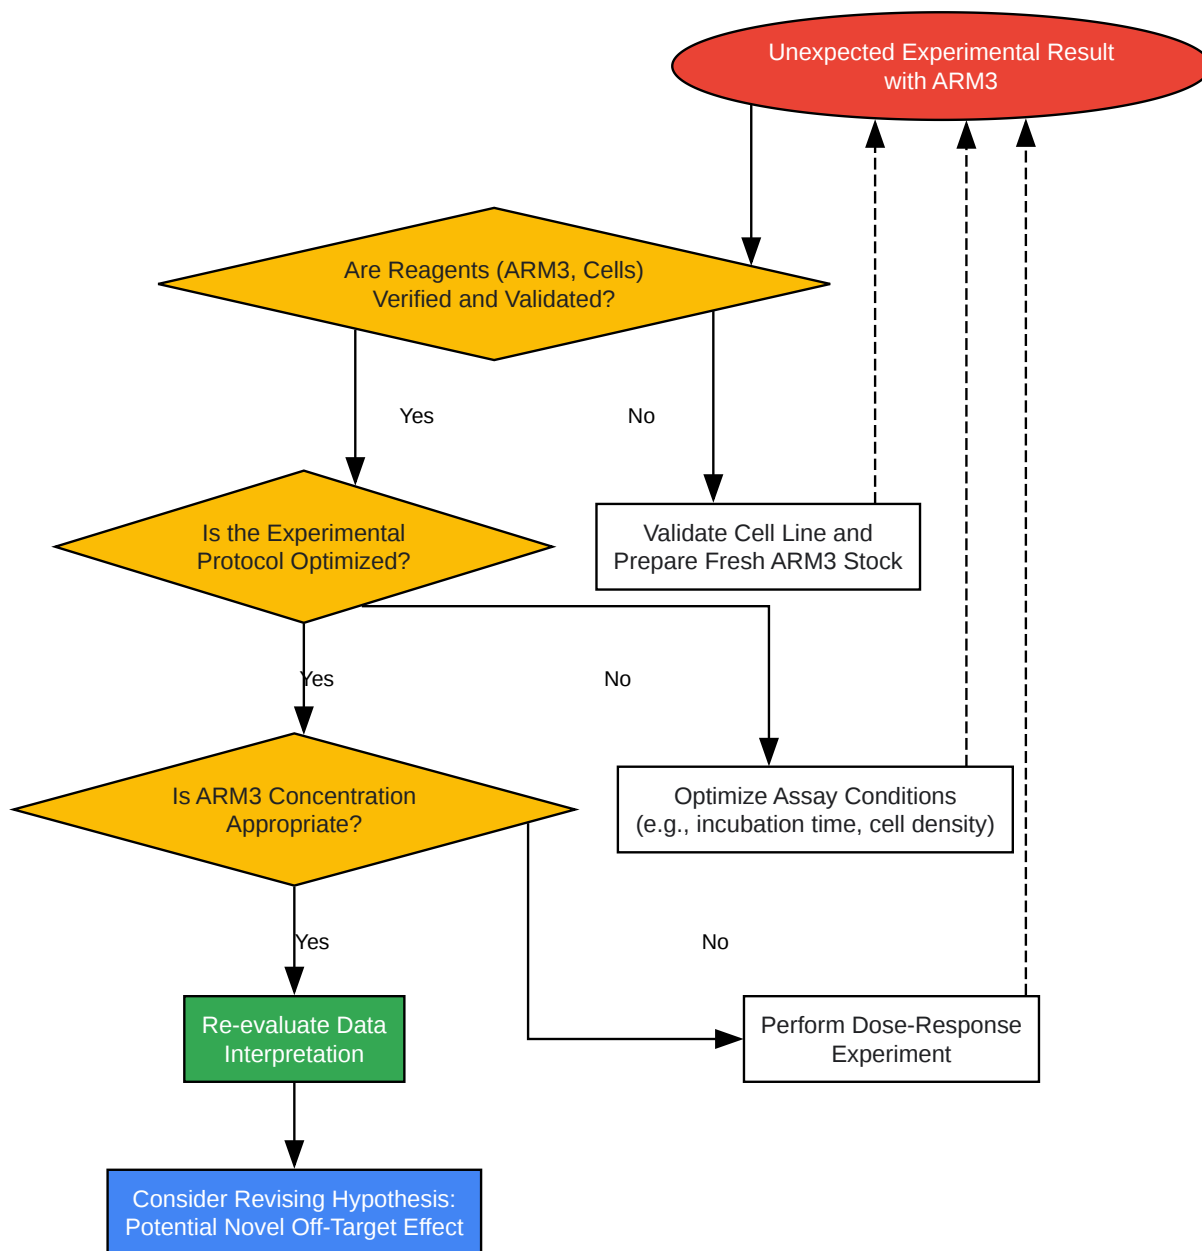 Unexpected Experimental Result
with ARM3
Are Reagents (ARM3, Cells)
Verified and Validated?
Yes
No
Is the Experimental
Protocol Optimized?
Validate Cell Line and
Prepare Fresh ARM3 Stock
Yes
No
Is ARM3 Concentration
Appropriate?
Optimize Assay Conditions
(e.g., incubation time, cell density)
Yes
No
Re-evaluate Data
Interpretation
Perform Dose-Response
Experiment
Consider Revising Hypothesis:
Potential Novel Off-Target Effect